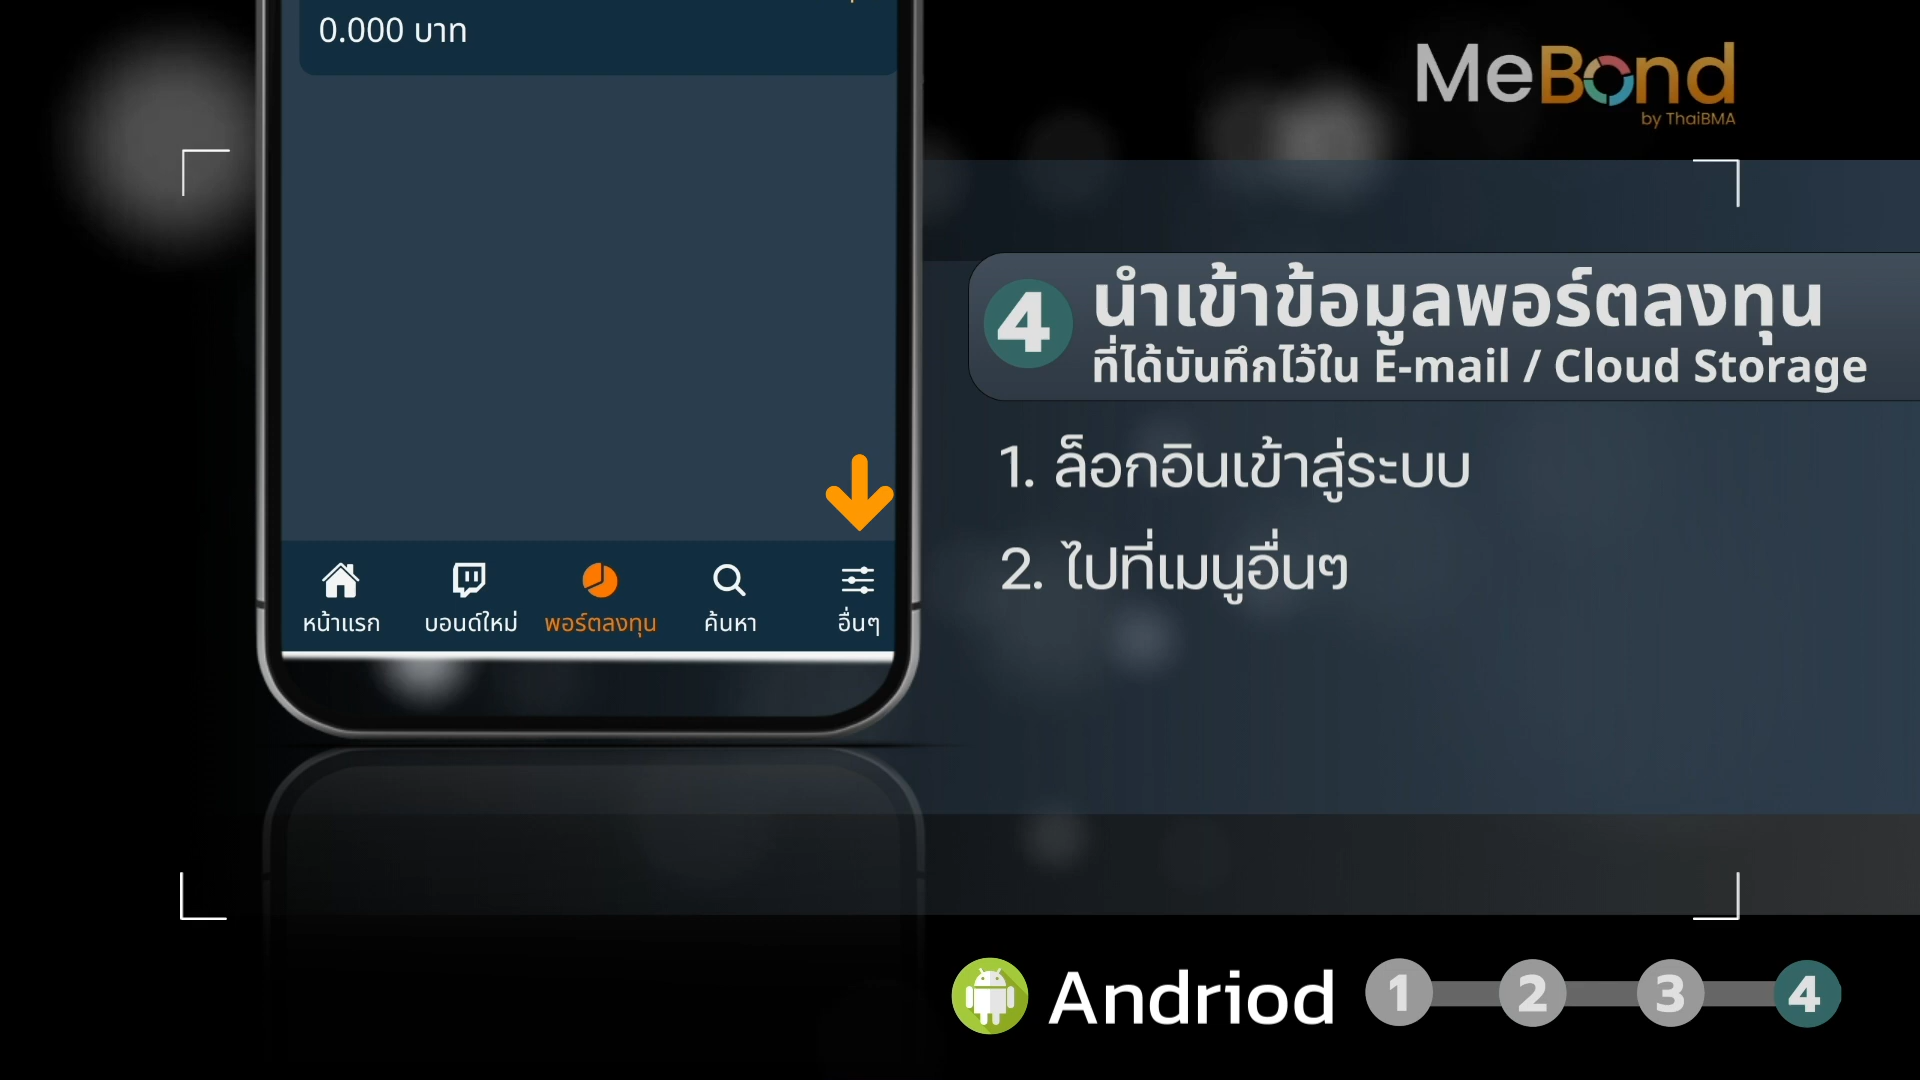 0.000 บาท
MeBond
by ThaiBMA
4 นำเข้าข้อมูลพอร์ตลงทุน
ที่ได้บันทึกไว้ใน E-mail / Cloud Storage
1. ล็อกอินเข้าสู่ระบบ
2. ไปที่เมนูอื่นๆ
หน้าแรก บอนด์ใหม่ พอร์ตลงทุน ค้นหา อื่นๆ
Andriod 1 2 3 4